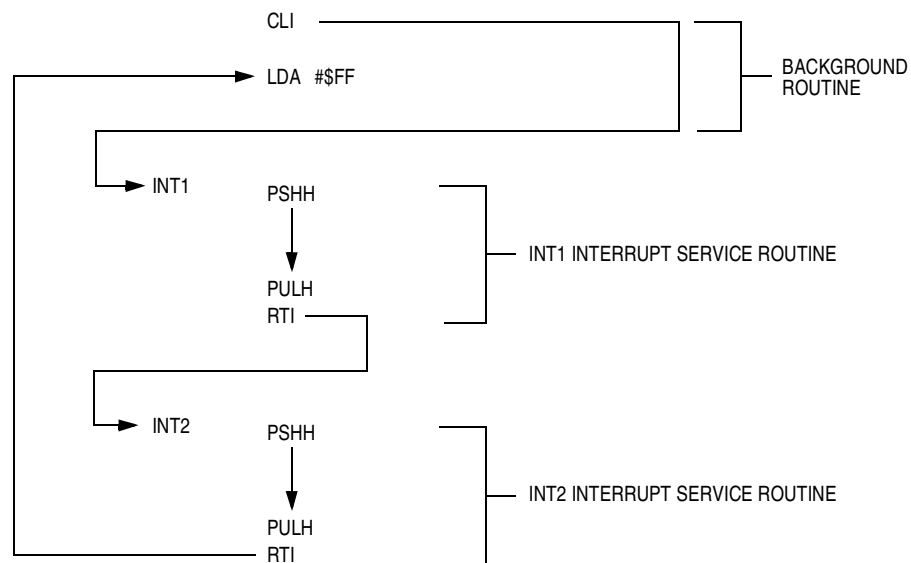 CLI
LDA #$FF
BACKGROUND
ROUTINE
INT1
PSHH
INT1 INTERRUPT SERVICE ROUTINE
PULH
RTI
INT2
PSHH
INT2 INTERRUPT SERVICE ROUTINE
PULH
RTI